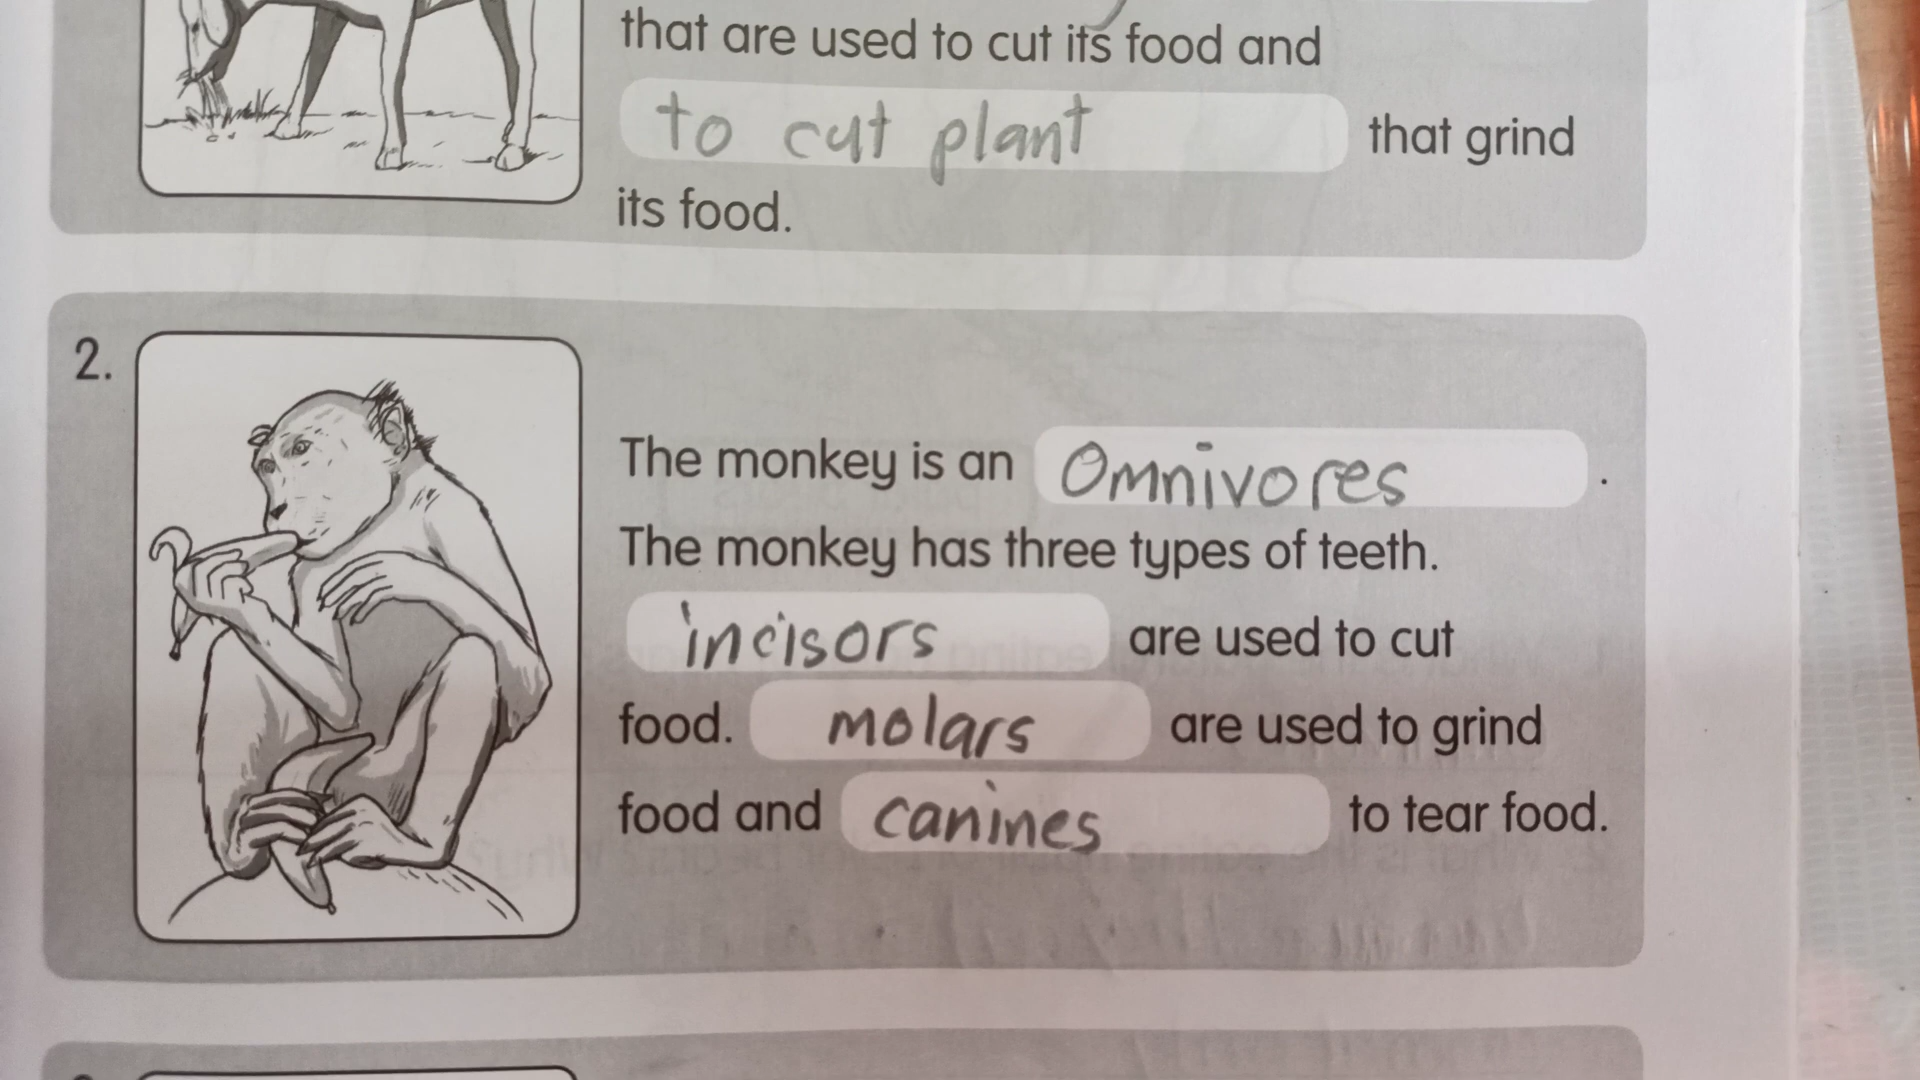 that are used to cut its food and
to cut plant that grind
its food.
2.
The monkey is an Omnivores .
The monkey has three types of teeth.
incisors are used to cut
food. molars are used to grind
food and canines to tear food.